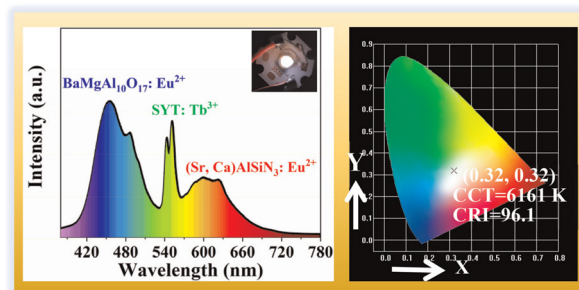 BaMgAl₁₀O₁₇: Eu²⁺
SYT: Tb³⁺
(Sr, Ca)AlSiN₃: Eu²⁺
Intensity (a.u.)
420 480 540 600 660 720 780
Wavelength (nm)
0.9
0.8
0.7
0.6
0.5
0.4
0.3
0.2
0.1
0.0
Y
(0.32, 0.32)
CCT=6161 K
CRI=96.1
0.0 0.1 0.2 0.3 0.4 0.5 0.6 0.7 0.8
X